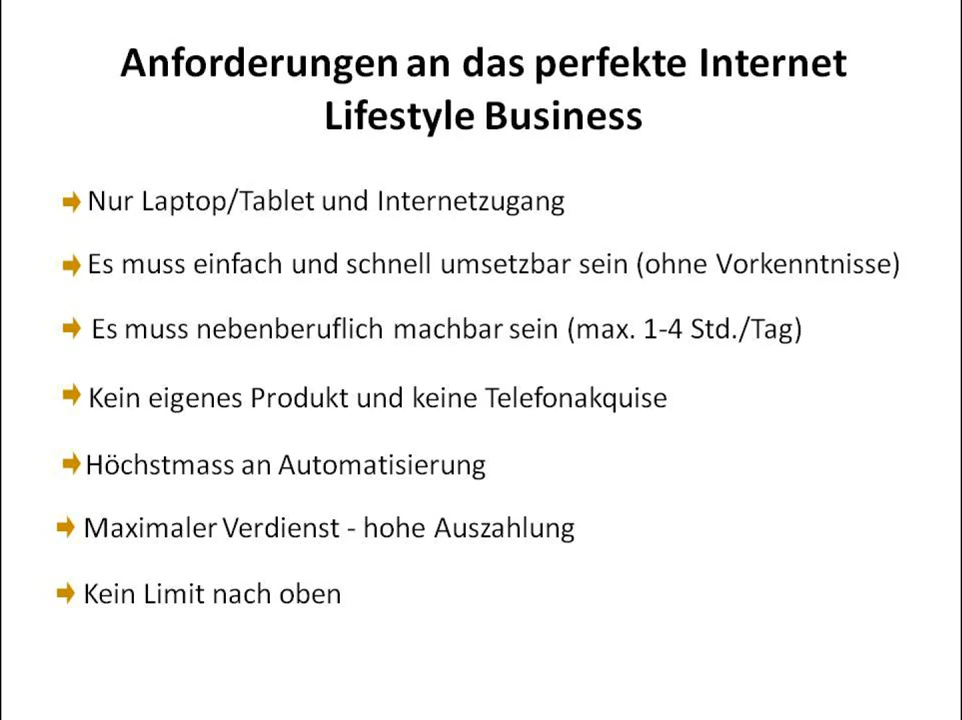 Anforderungen an das perfekte Internet
Lifestyle Business
Nur Laptop/Tablet und Internetzugang
Es muss einfach und schnell umsetzbar sein (ohne Vorkenntnisse)
Es muss nebenberuflich machbar sein (max. 1-4 Std./Tag)
Kein eigenes Produkt und keine Telefonakquise
Höchstmass an Automatisierung
Maximaler Verdienst - hohe Auszahlung
Kein Limit nach oben